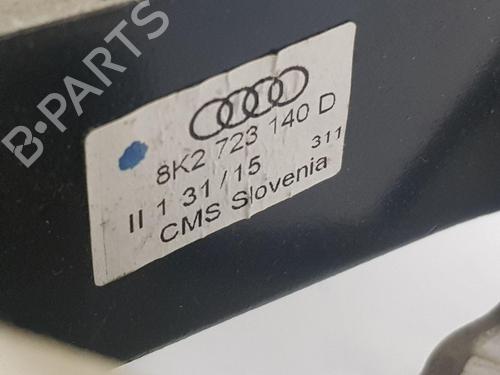 B-PARTS
8K2 723 140 D
II 1 31/15 311
CMS Slovenia